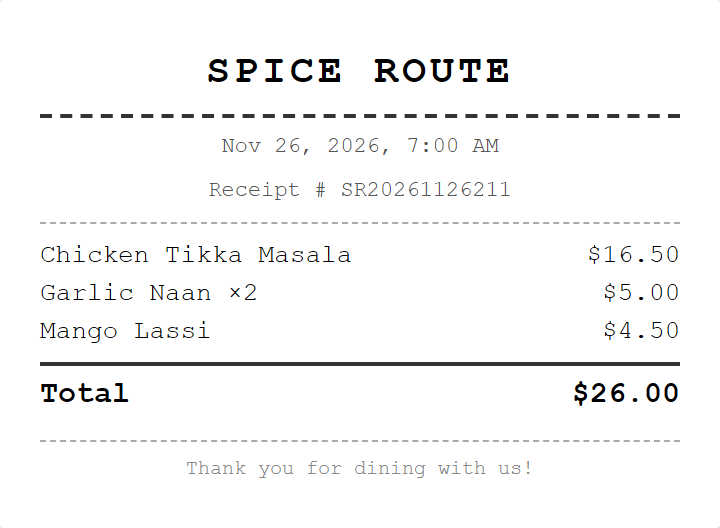 SPICE ROUTE
Nov 26, 2026, 7:00 AM
Receipt # SR20261126211
Chicken Tikka Masala $16.50
Garlic Naan ×2 $5.00
Mango Lassi $4.50
Total $26.00
Thank you for dining with us!